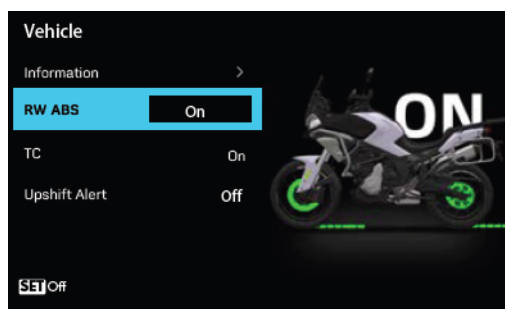 Vehicle
Information >
RW ABS On
ON
TC On
Upshift Alert Off
SET Off